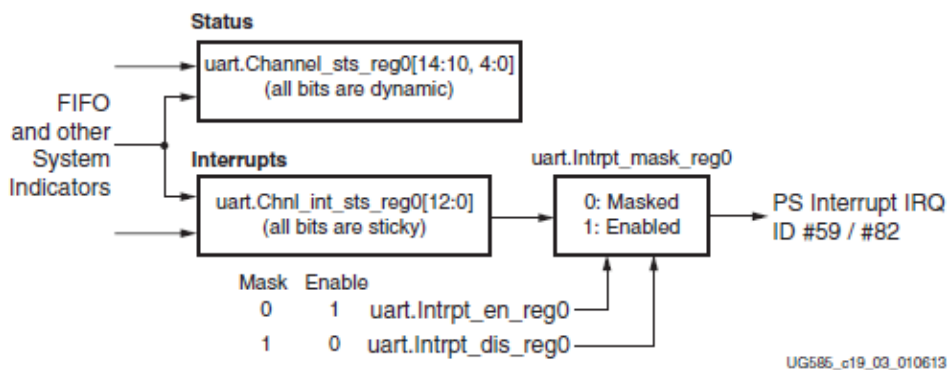 Status
uart.Channel_sts_reg0[14:10, 4:0]
(all bits are dynamic)
FIFO
and other
System
Indicators
Interrupts
uart.Chnl_int_sts_reg0[12:0]
(all bits are sticky)
uart.Intrpt_mask_reg0
0: Masked
1: Enabled
PS Interrupt IRQ
ID #59 / #82
Mask Enable
0 1 uart.Intrpt_en_reg0
1 0 uart.Intrpt_dis_reg0
UG585_c19_03_010613